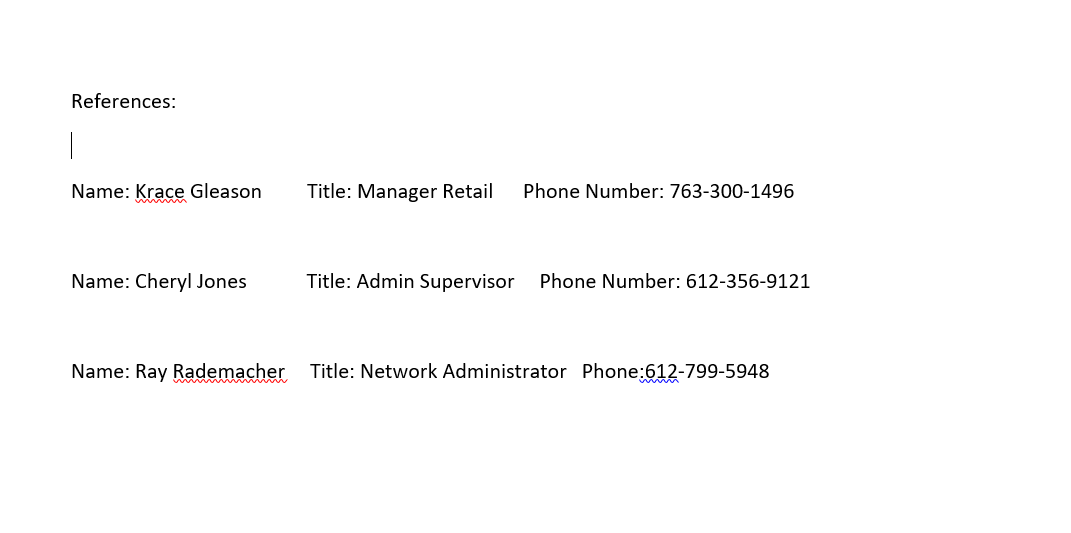 References:
Name: Krace Gleason Title: Manager Retail Phone Number: 763-300-1496
Name: Cheryl Jones Title: Admin Supervisor Phone Number: 612-356-9121
Name: Ray Rademacher Title: Network Administrator Phone:612-799-5948